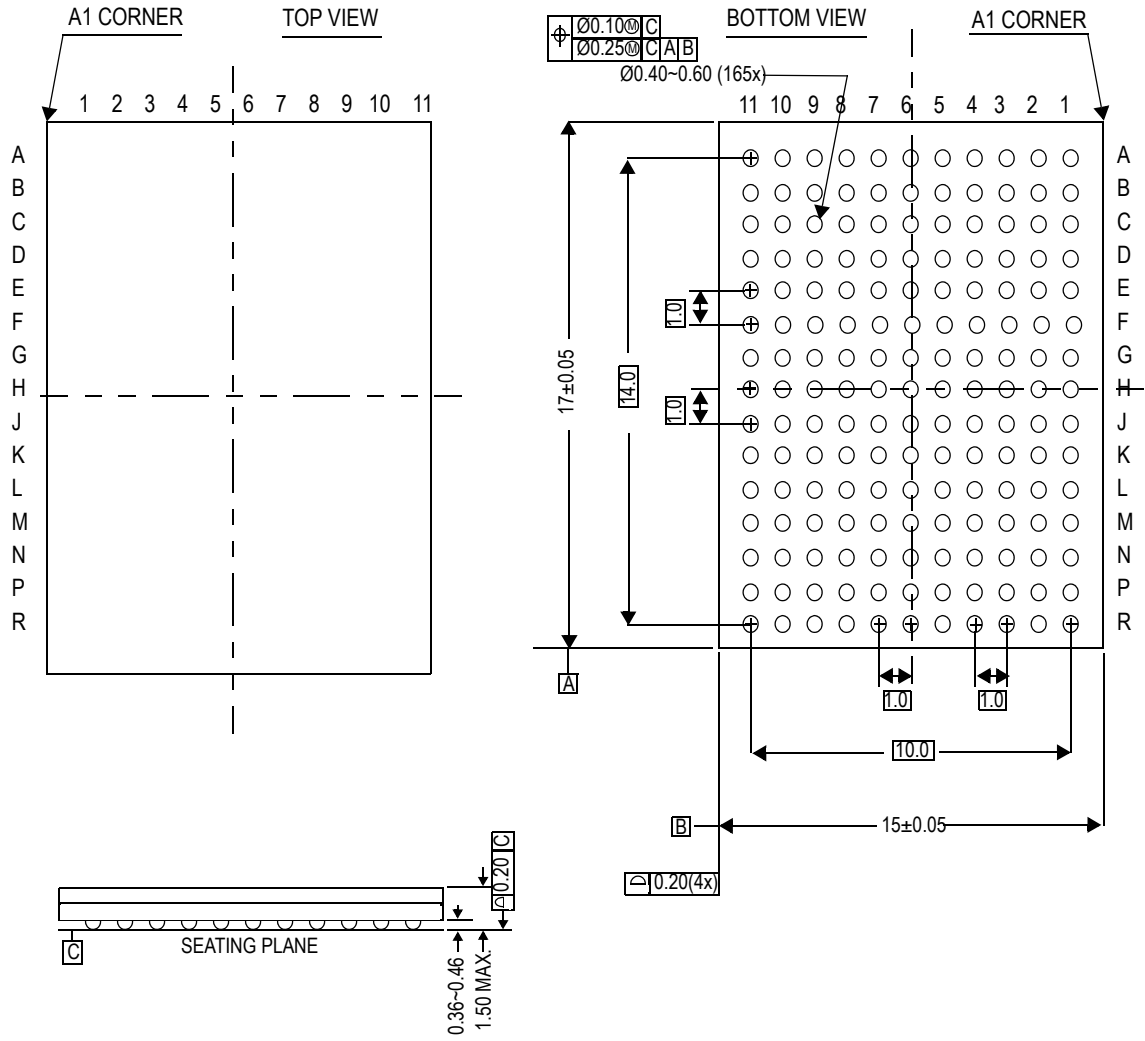 A1 CORNER
TOP VIEW
1 2 3 4 5 6 7 8 9 10 11
A
B
C
D
E
F
G
H
J
K
L
M
N
P
R
Ø0.10Ⓜ C
Ø0.25Ⓜ C A B
Ø0.40~0.60 (165x)
BOTTOM VIEW
A1 CORNER
11 10 9 8 7 6 5 4 3 2 1
A
B
C
D
E
F
G
H
J
K
L
M
N
P
R
17±0.05
14.0
1.0
1.0
A
1.0
1.0
10.0
B
15±0.05
0.20(4x)
0.20 C
C
SEATING PLANE
0.36~0.46
1.50 MAX.